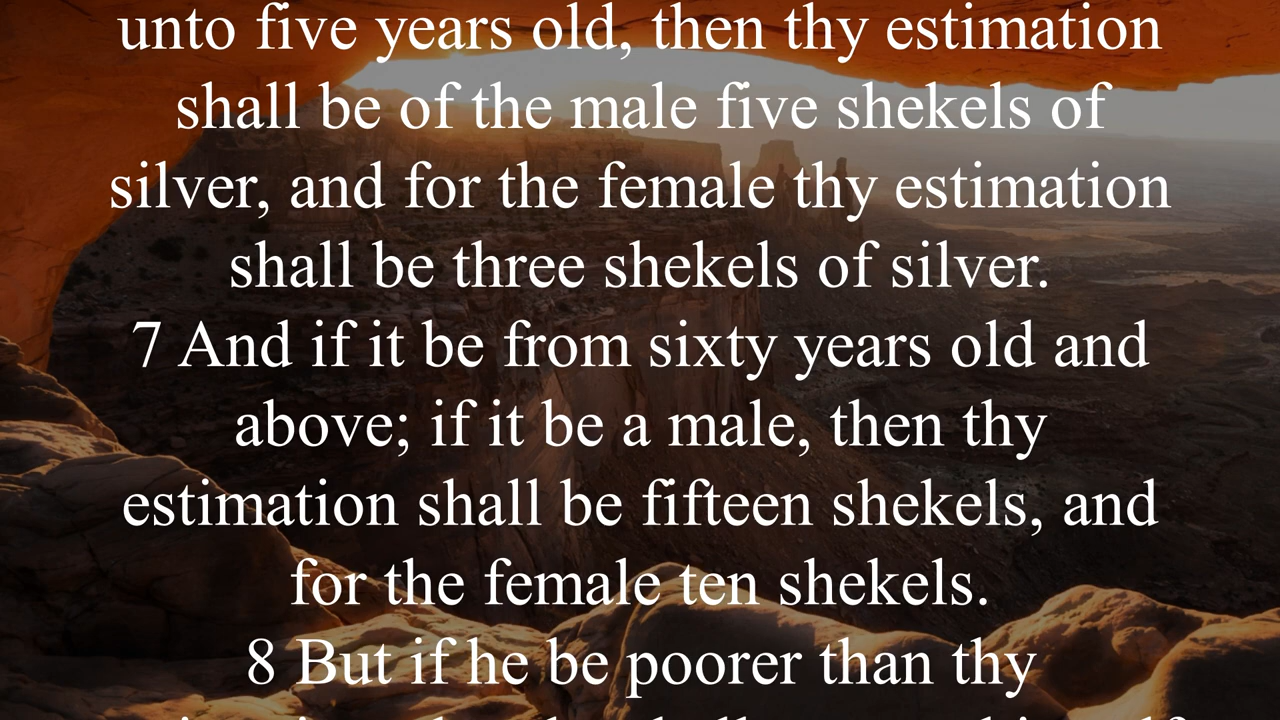 unto five years old, then thy estimation
shall be of the male five shekels of
silver, and for the female thy estimation
shall be three shekels of silver.
7 And if it be from sixty years old and
above; if it be a male, then thy
estimation shall be fifteen shekels, and
for the female ten shekels.
8 But if he be poorer than thy